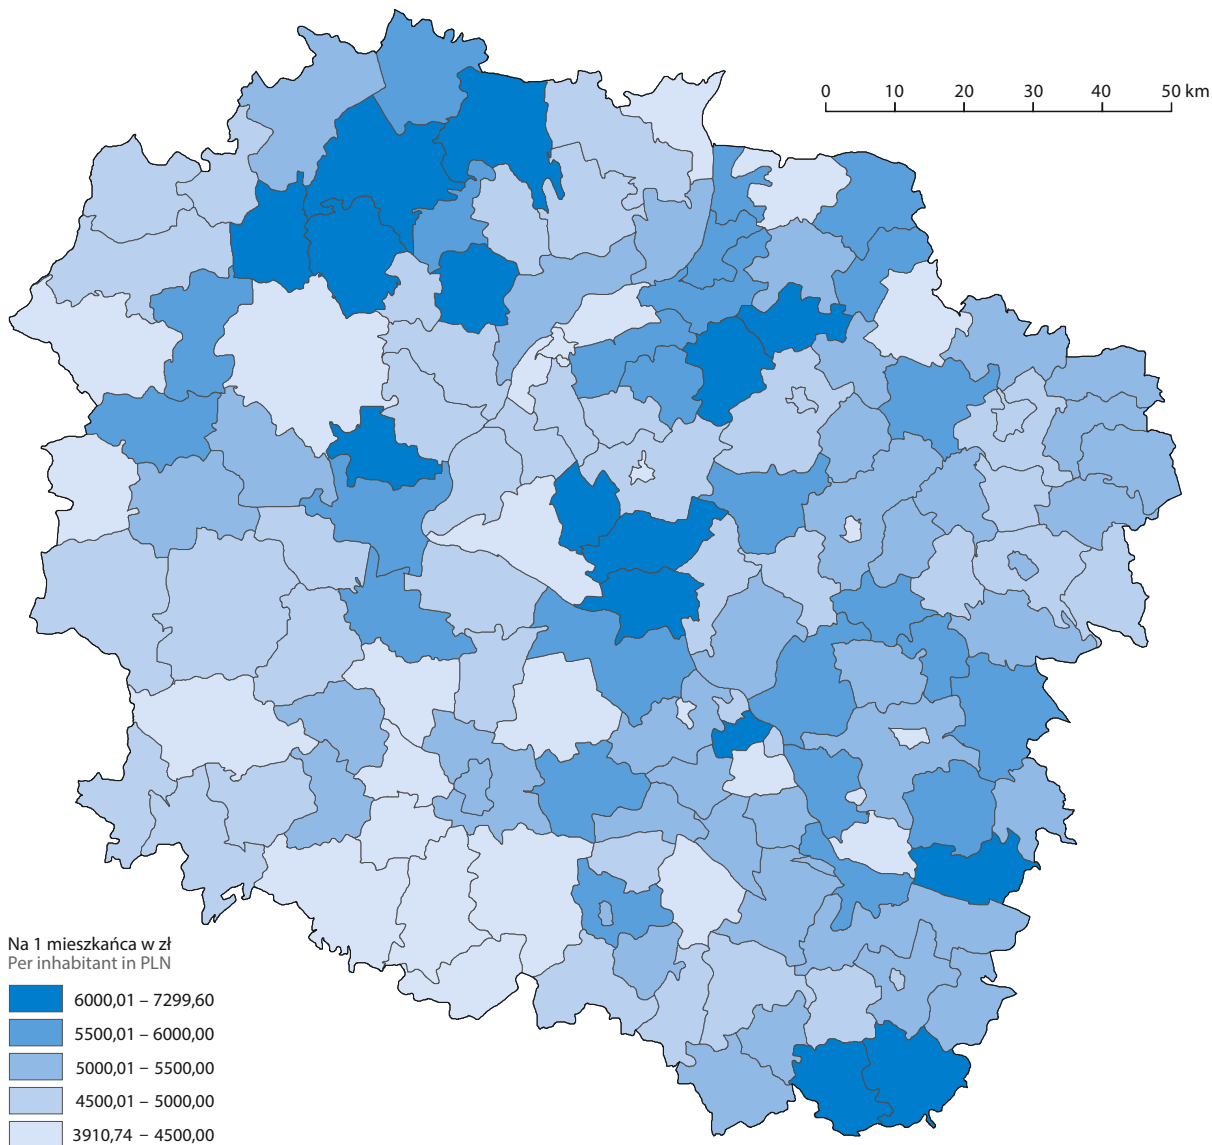 0 10 20 30 40 50 km
Na 1 mieszkańca w zł
Per inhabitant in PLN
6000,01 – 7299,60
5500,01 – 6000,00
5000,01 – 5500,00
4500,01 – 5000,00
3910,74 – 4500,00